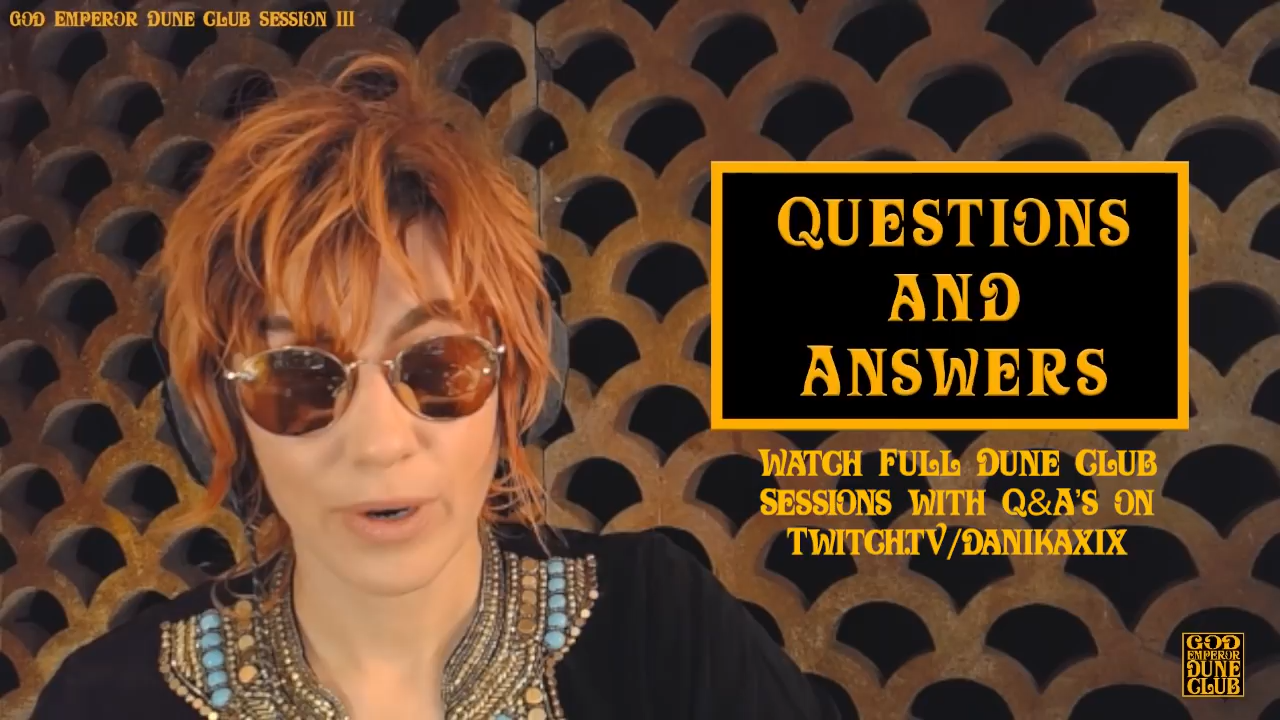 GOD EMPEROR DUNE CLUB SESSION III
QUESTIONS
AND
ANSWERS
WATCH FULL DUNE CLUB
SESSIONS WITH Q&A'S ON
TWITCH.TV/DANIKAXIX
GOD
EMPEROR
DUNE
CLUB